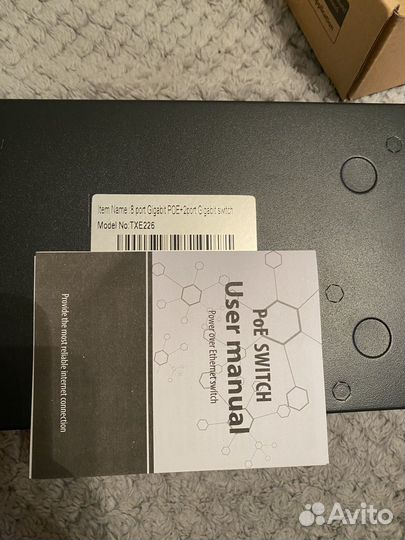 Item Name :8 port Gigabit POE+2port Gigabit switch
Model No:TXE226
PoE SWITCH
User manual
Power over Ethernet switch
Provide the most reliable internet connection
Avito